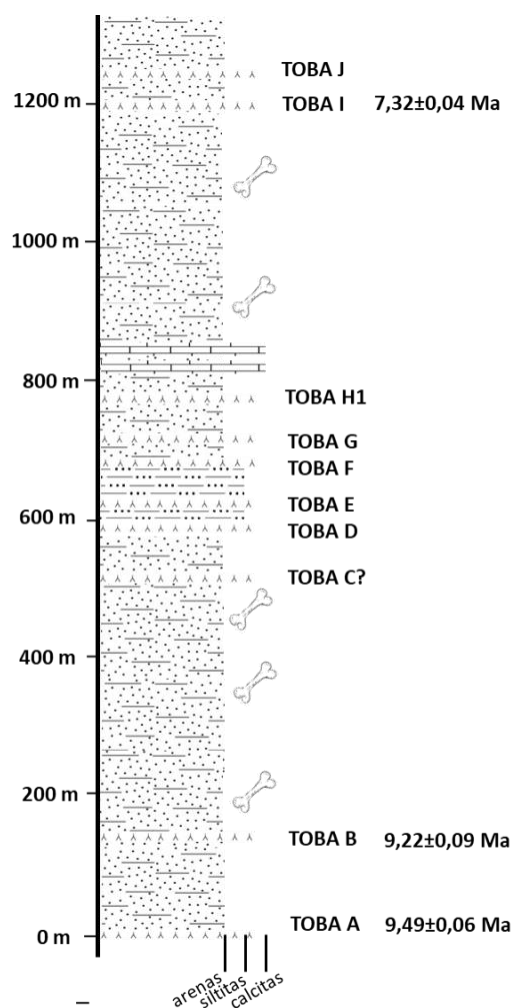 TOBA J
1200 m TOBA I 7,32±0,04 Ma
1000 m
800 m
TOBA H1
TOBA G
TOBA F
TOBA E
600 m
TOBA D
TOBA C?
400 m
200 m
TOBA B 9,22±0,09 Ma
TOBA A 9,49±0,06 Ma
0 m
arenas
siltitas
calcitas